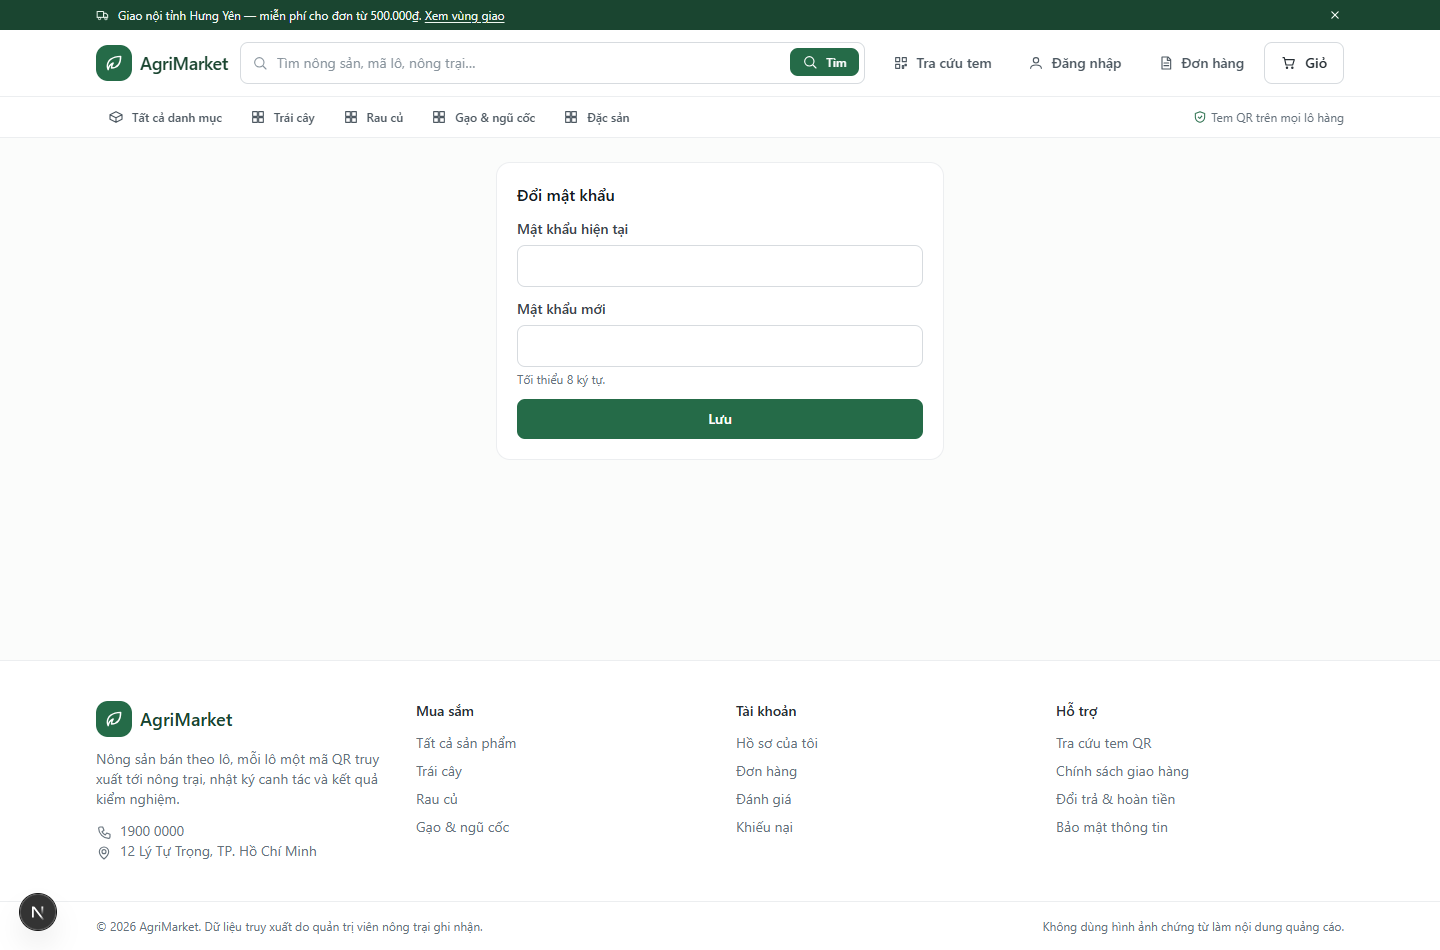 Giao nội tỉnh Hưng Yên — miễn phí cho đơn từ 500.000₫. Xem vùng giao
AgriMarket
Tìm nông sản, mã lô, nông trại...
Tìm
Tra cứu tem
Đăng nhập
Đơn hàng
Giỏ
Tất cả danh mục
Trái cây
Rau củ
Gạo & ngũ cốc
Đặc sản
Tem QR trên mọi lô hàng
Đổi mật khẩu
Mật khẩu hiện tại
Mật khẩu mới
Tối thiểu 8 ký tự.
Lưu
AgriMarket
Nông sản bán theo lô, mỗi lô một mã QR truy
xuất tới nông trại, nhật ký canh tác và kết quả
kiểm nghiệm.
1900 0000
12 Lý Tự Trọng, TP. Hồ Chí Minh
Mua sắm
Tất cả sản phẩm
Trái cây
Rau củ
Gạo & ngũ cốc
Tài khoản
Hồ sơ của tôi
Đơn hàng
Đánh giá
Khiếu nại
Hỗ trợ
Tra cứu tem QR
Chính sách giao hàng
Đổi trả & hoàn tiền
Bảo mật thông tin
N
© 2026 AgriMarket. Dữ liệu truy xuất do quản trị viên nông trại ghi nhận.
Không dùng hình ảnh chứng từ làm nội dung quảng cáo.